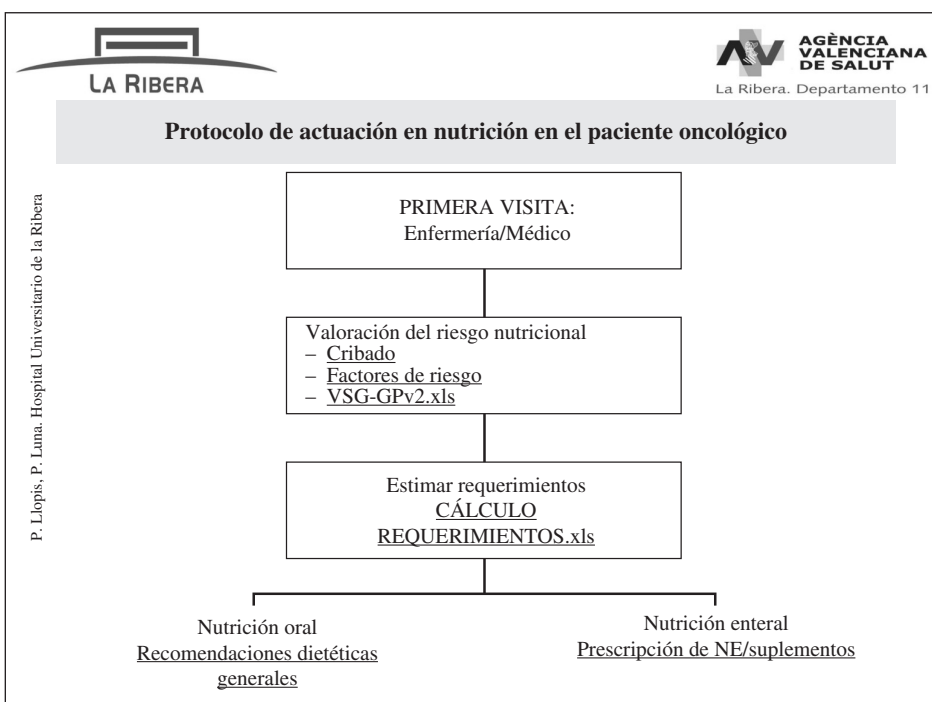 LA RIBERA
AGÈNCIA
VALENCIANA
DE SALUT
La Ribera. Departamento 11
Protocolo de actuación en nutrición en el paciente oncológico
P. Llopis, P. Luna. Hospital Universitario de la Ribera
PRIMERA VISITA:
Enfermería/Médico
Valoración del riesgo nutricional
– Cribado
– Factores de riesgo
– VSG-GPv2.xls
Estimar requerimientos
CÁLCULO
REQUERIMIENTOS.xls
Nutrición oral
Recomendaciones dietéticas
generales
Nutrición enteral
Prescripción de NE/suplementos